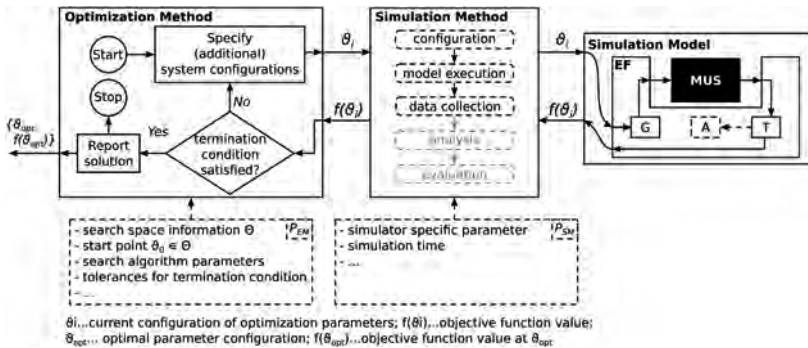 Optimization Method
Start
Specify
(additional)
system configurations
Stop
No
Yes
{ϑopt,
f(ϑopt)}
Report
solution
termination
condition
satisfied?
ϑi
f(ϑi)
Simulation Method
configuration
model execution
data collection
analysis
evaluation
ϑi
f(ϑi)
Simulation Model
EF
MUS
G
A
T
- search space information Θ
PEM
- start point ϑ0 ∈ Θ
- search algorithm parameters
- tolerances for termination condition
- ...
- simulator specific parameter
PSM
- simulation time
- ...
ϑi...current configuration of optimization parameters; f(ϑi)...objective function value;
ϑopt... optimal parameter configuration; f(ϑopt)...objective function value at ϑopt